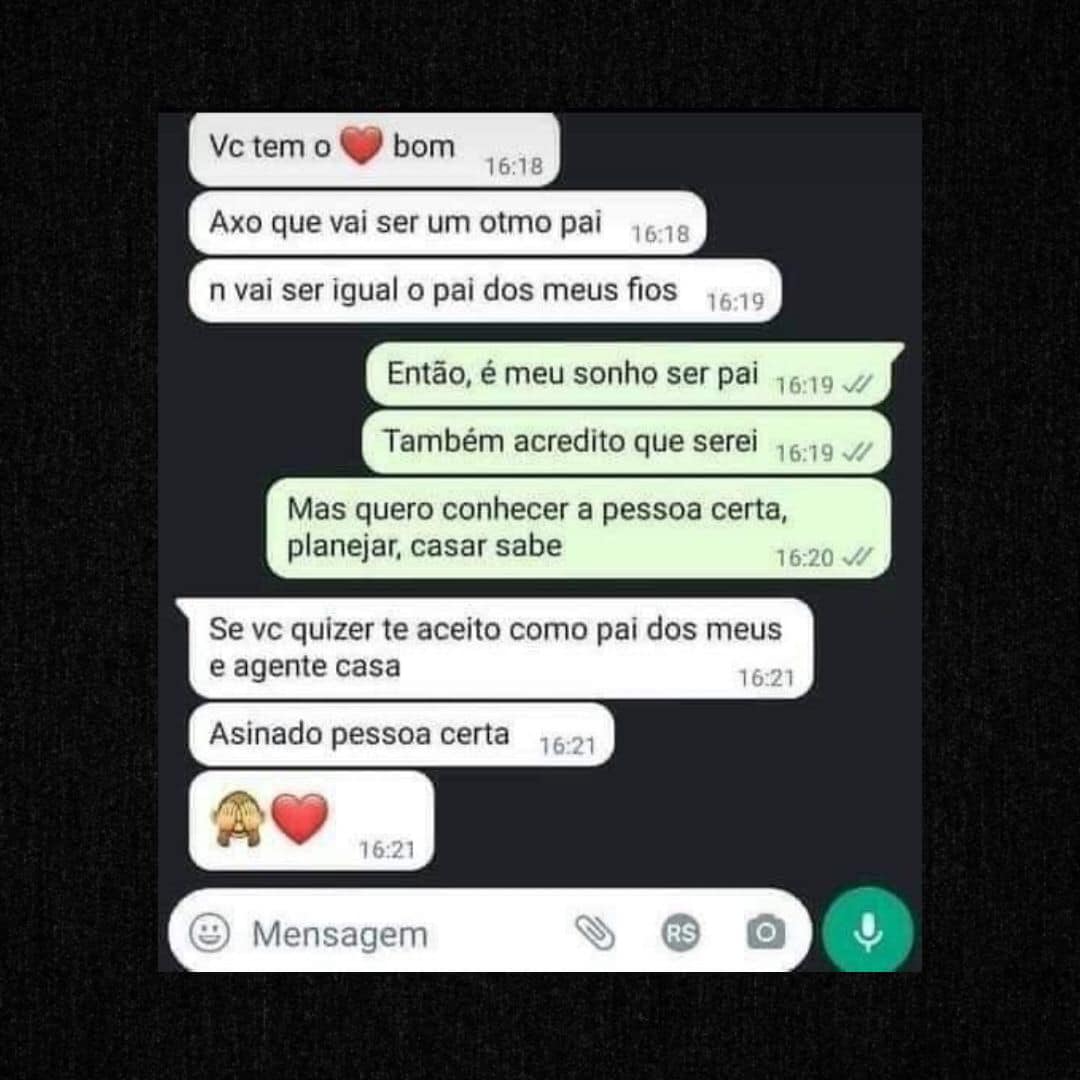 Vc tem o ❤️ bom 16:18
Axo que vai ser um otmo pai 16:18
n vai ser igual o pai dos meus fios 16:19
Então, é meu sonho ser pai 16:19
Também acredito que serei 16:19
Mas quero conhecer a pessoa certa,
planejar, casar sabe 16:20
Se vc quizer te aceito como pai dos meus
e agente casa 16:21
Asinado pessoa certa 16:21
🙈❤️ 16:21
Mensagem RS